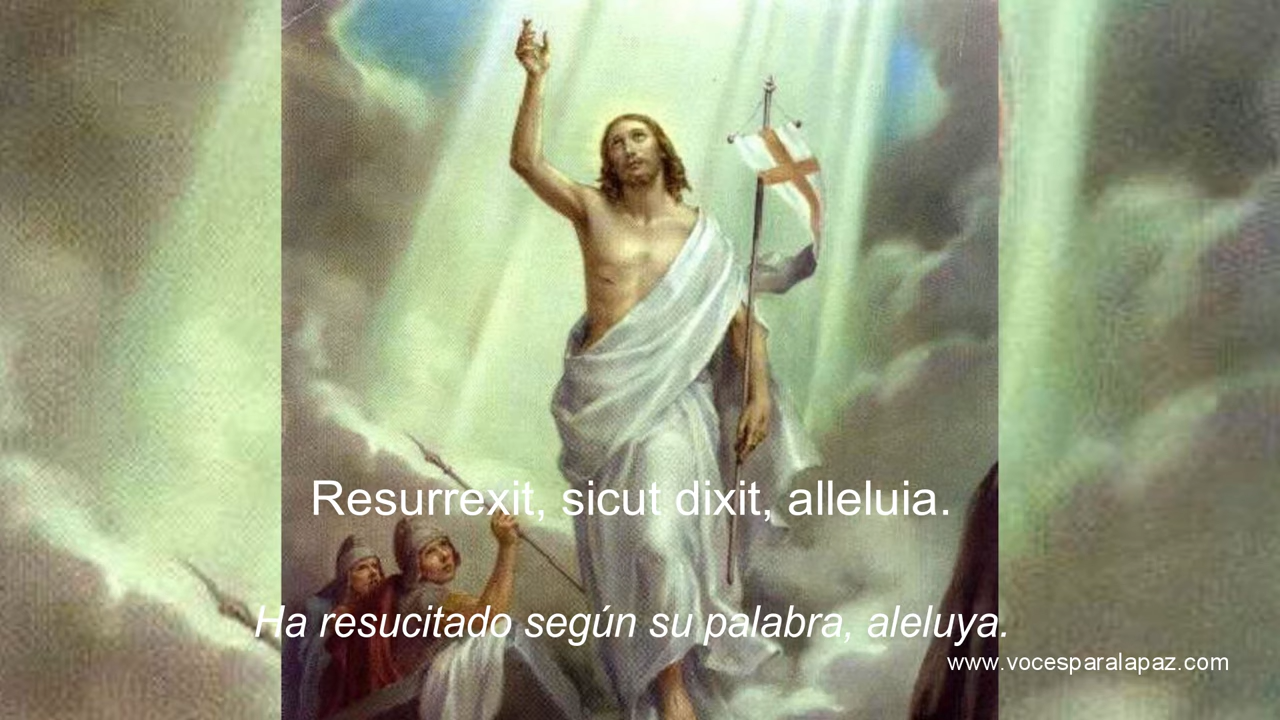 Resurrexit, sicut dixit, alleluia.
Ha resucitado según su palabra, aleluya.
www.vocesparalapaz.com